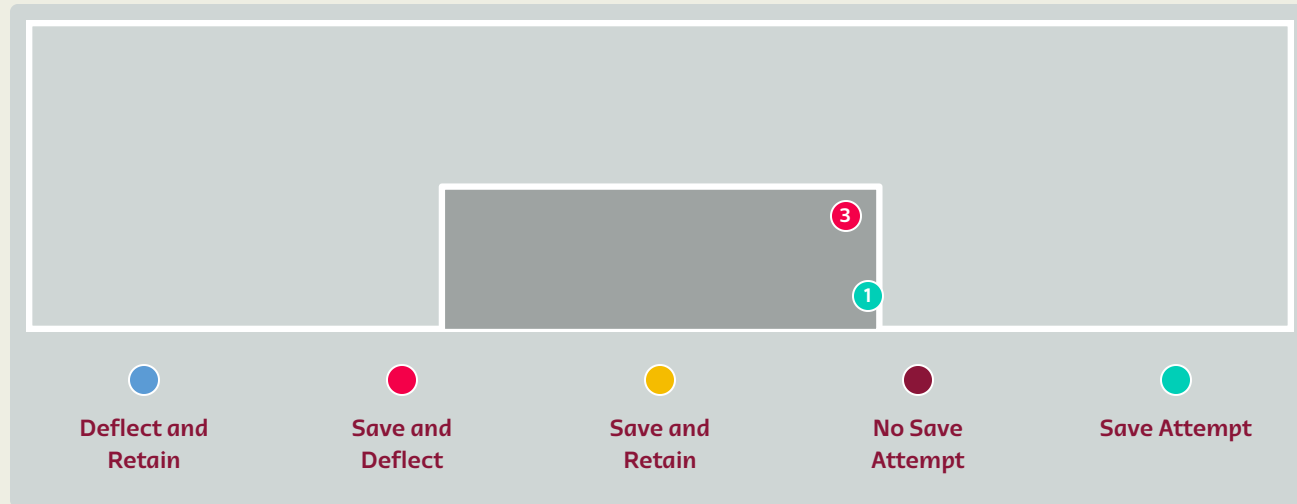 3
1
Deflect and
Retain
Save and
Deflect
Save and
Retain
No Save
Attempt
Save Attempt